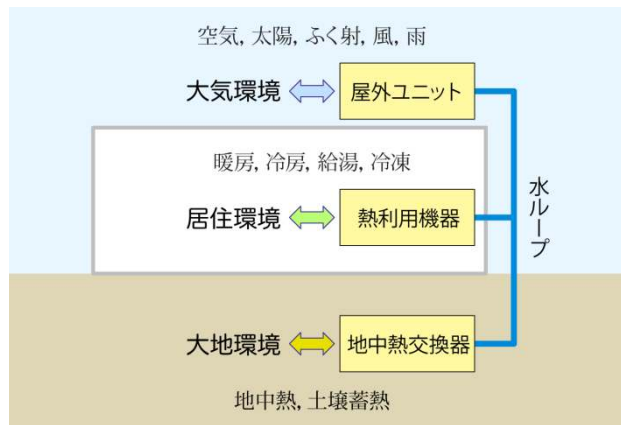 空気, 太陽, ふく射, 風, 雨
大気環境
屋外ユニット
暖房, 冷房, 給湯, 冷凍
居住環境
熱利用機器
水ループ
大地環境
地中熱交換器
地中熱, 土壌蓄熱